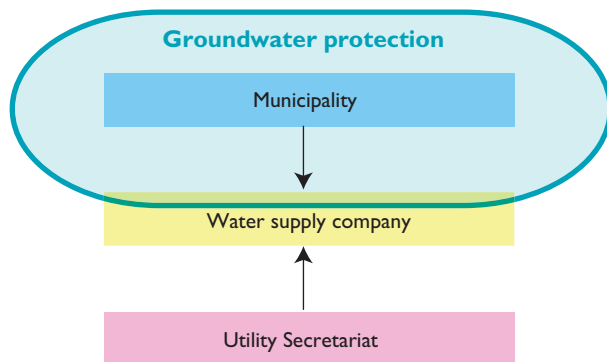 Groundwater protection
Municipality
Water supply company
Utility Secretariat